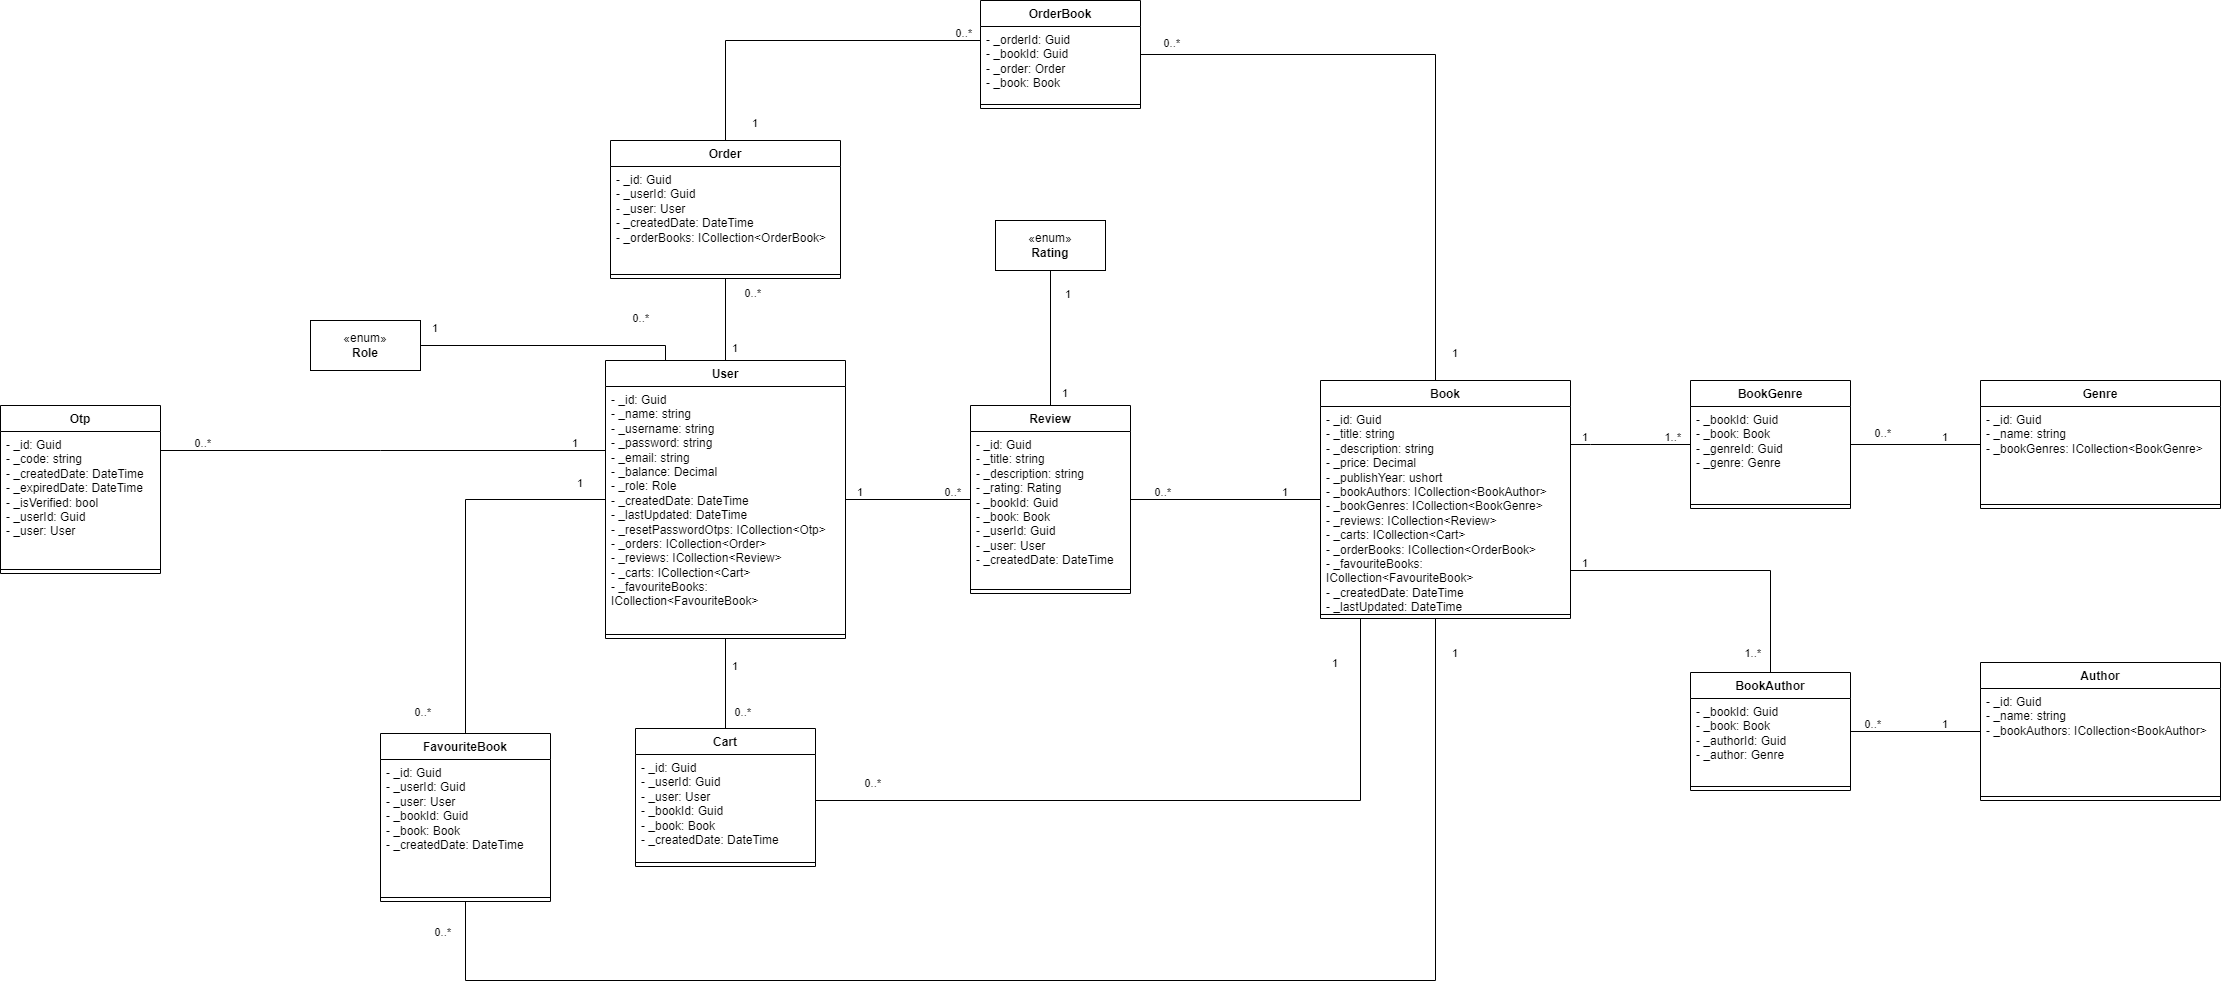 OrderBook
- _orderId: Guid
- _bookId: Guid
- _order: Order
- _book: Book
0..*
0..*
1
Order
- _id: Guid
- _userId: Guid
- _user: User
- _createdDate: DateTime
- _orderBooks: ICollection<OrderBook>
0..*
1
«enum»
Rating
1
1
«enum»
Role
1
0..*
User
- _id: Guid
- _name: string
- _username: string
- _password: string
- _email: string
- _balance: Decimal
- _role: Role
- _createdDate: DateTime
- _lastUpdated: DateTime
- _resetPasswordOtps: ICollection<Otp>
- _orders: ICollection<Order>
- _reviews: ICollection<Review>
- _carts: ICollection<Cart>
- _favouriteBooks:
ICollection<FavouriteBook>
Otp
- _id: Guid
- _code: string
- _createdDate: DateTime
- _expiredDate: DateTime
- _isVerified: bool
- _userId: Guid
- _user: User
0..*
1
1
1
0..*
Review
- _id: Guid
- _title: string
- _description: string
- _rating: Rating
- _bookId: Guid
- _book: Book
- _userId: Guid
- _user: User
- _createdDate: DateTime
0..*
1
1
Book
- _id: Guid
- _title: string
- _description: string
- _price: Decimal
- _publishYear: ushort
- _bookAuthors: ICollection<BookAuthor>
- _bookGenres: ICollection<BookGenre>
- _reviews: ICollection<Review>
- _carts: ICollection<Cart>
- _orderBooks: ICollection<OrderBook>
- _favouriteBooks:
ICollection<FavouriteBook>
- _createdDate: DateTime
- _lastUpdated: DateTime
1
1..*
BookGenre
- _bookId: Guid
- _book: Book
- _genreId: Guid
- _genre: Genre
0..*
1
Genre
- _id: Guid
- _name: string
- _bookGenres: ICollection<BookGenre>
1
1..*
BookAuthor
- _bookId: Guid
- _book: Book
- _authorId: Guid
- _author: Genre
0..*
1
Author
- _id: Guid
- _name: string
- _bookAuthors: ICollection<BookAuthor>
1
1
1
0..*
Cart
- _id: Guid
- _userId: Guid
- _user: User
- _bookId: Guid
- _book: Book
- _createdDate: DateTime
0..*
0..*
FavouriteBook
- _id: Guid
- _userId: Guid
- _user: User
- _bookId: Guid
- _book: Book
- _createdDate: DateTime
0..*